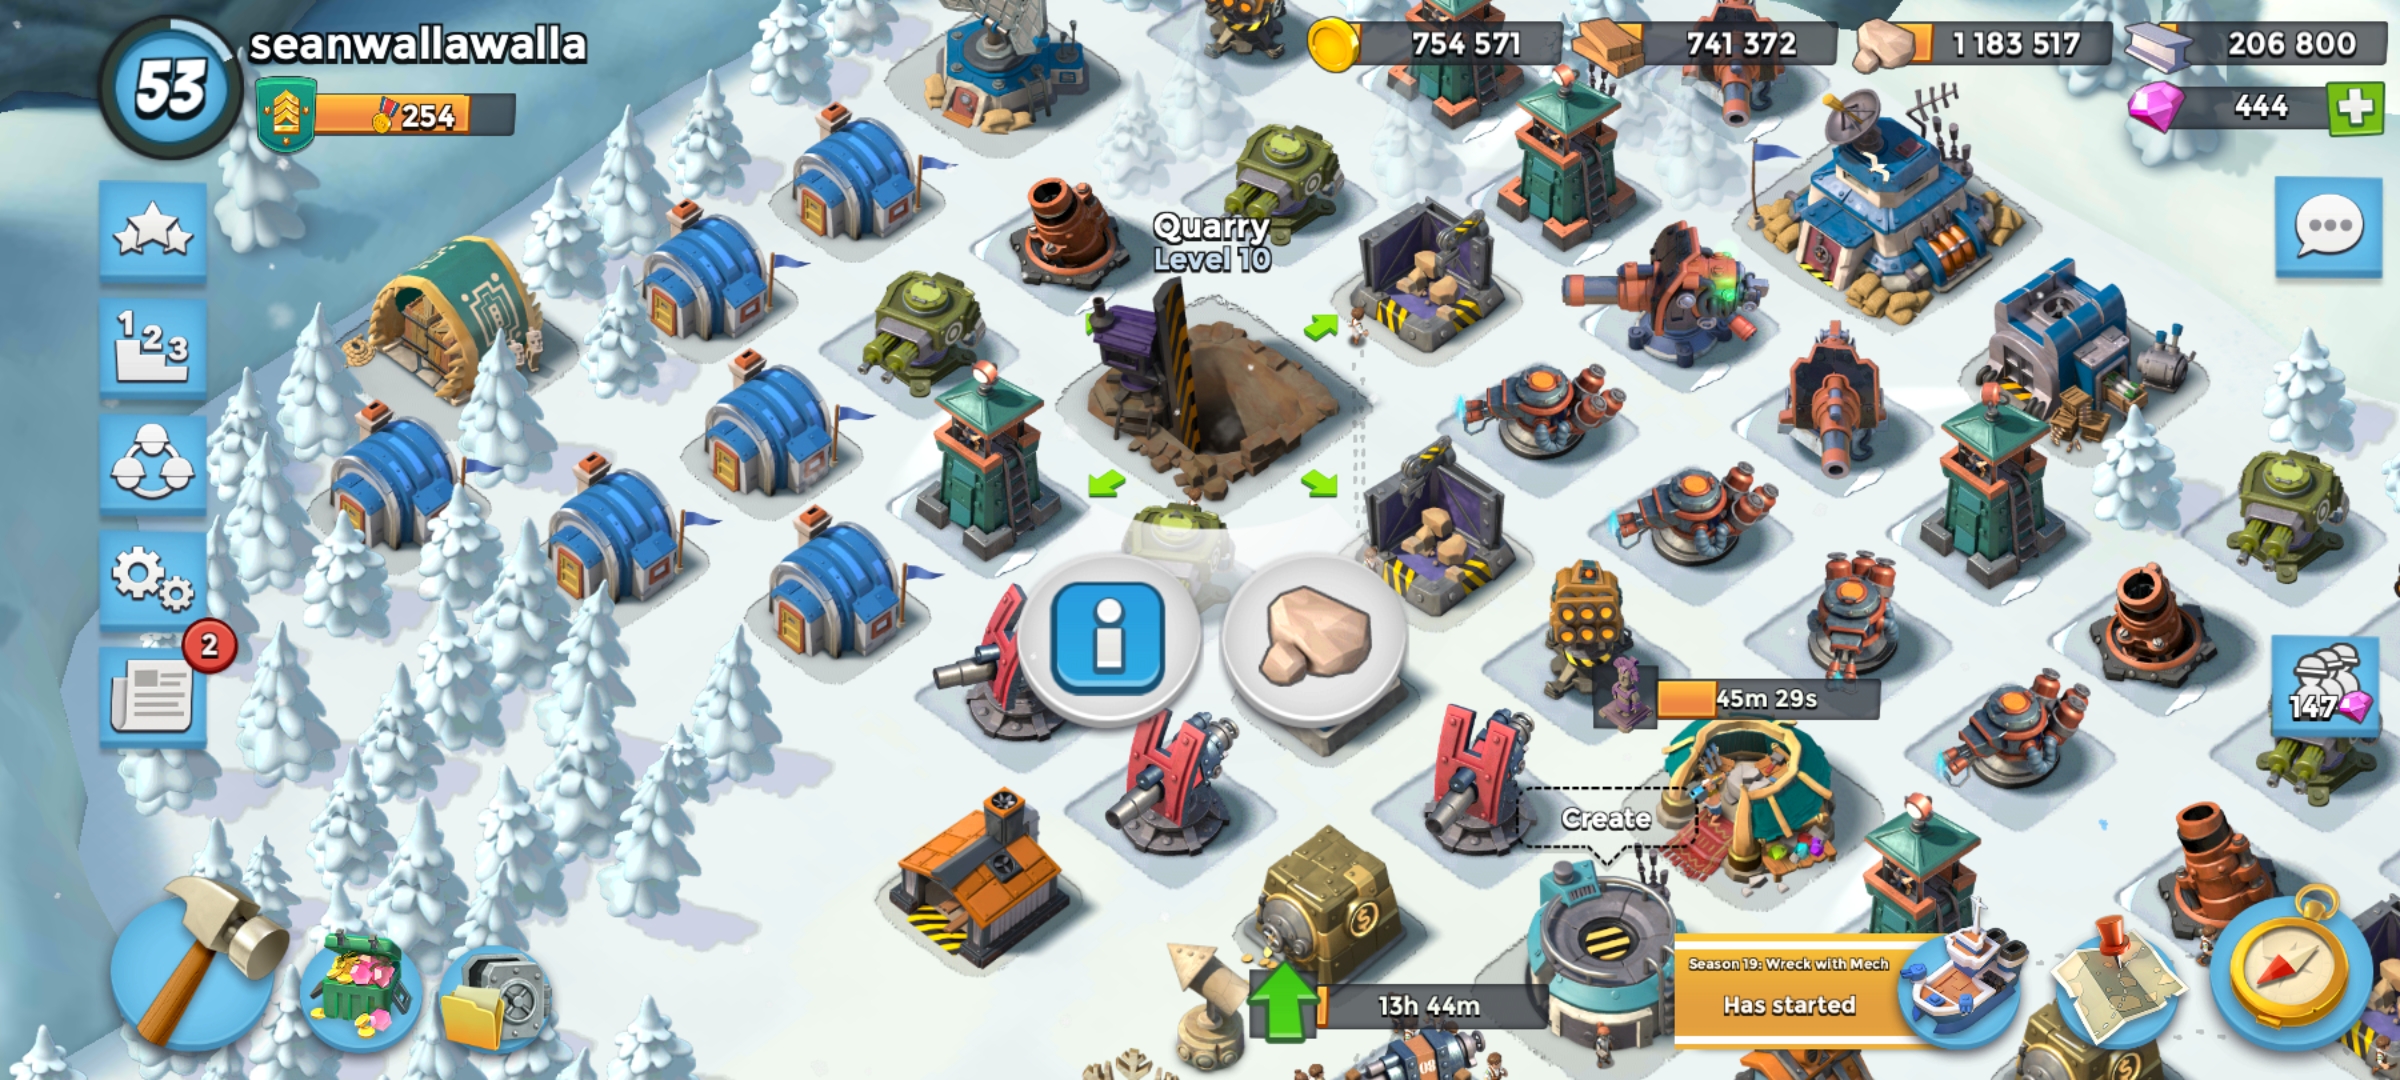 53
seanwallawalla
254
754 571
741 372
1 183 517
206 800
444
Quarry
Level 10
123
2
147
45m 29s
Create
Season 19: Wreck with Mech
Has started
13h 44m